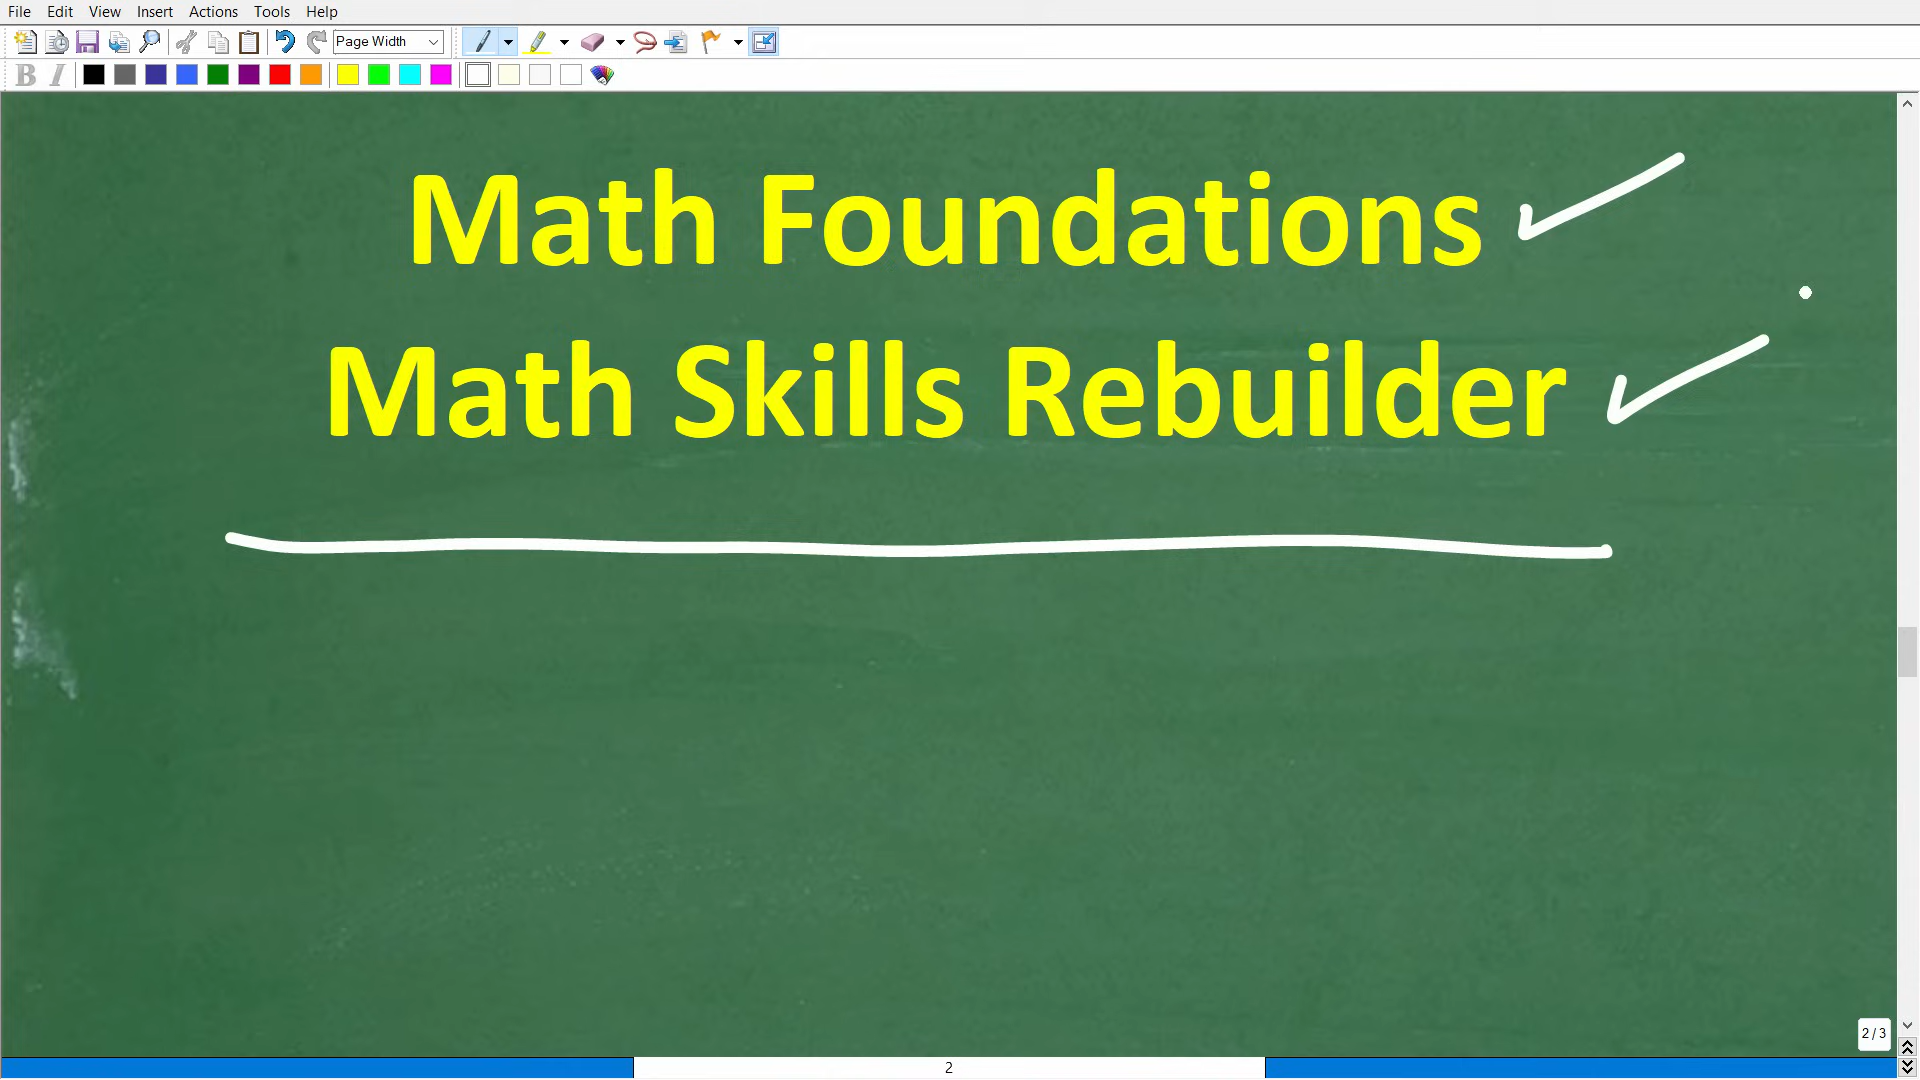 File Edit View Insert Actions Tools Help
Page Width
B I
Math Foundations
Math Skills Rebuilder
2 / 3
2